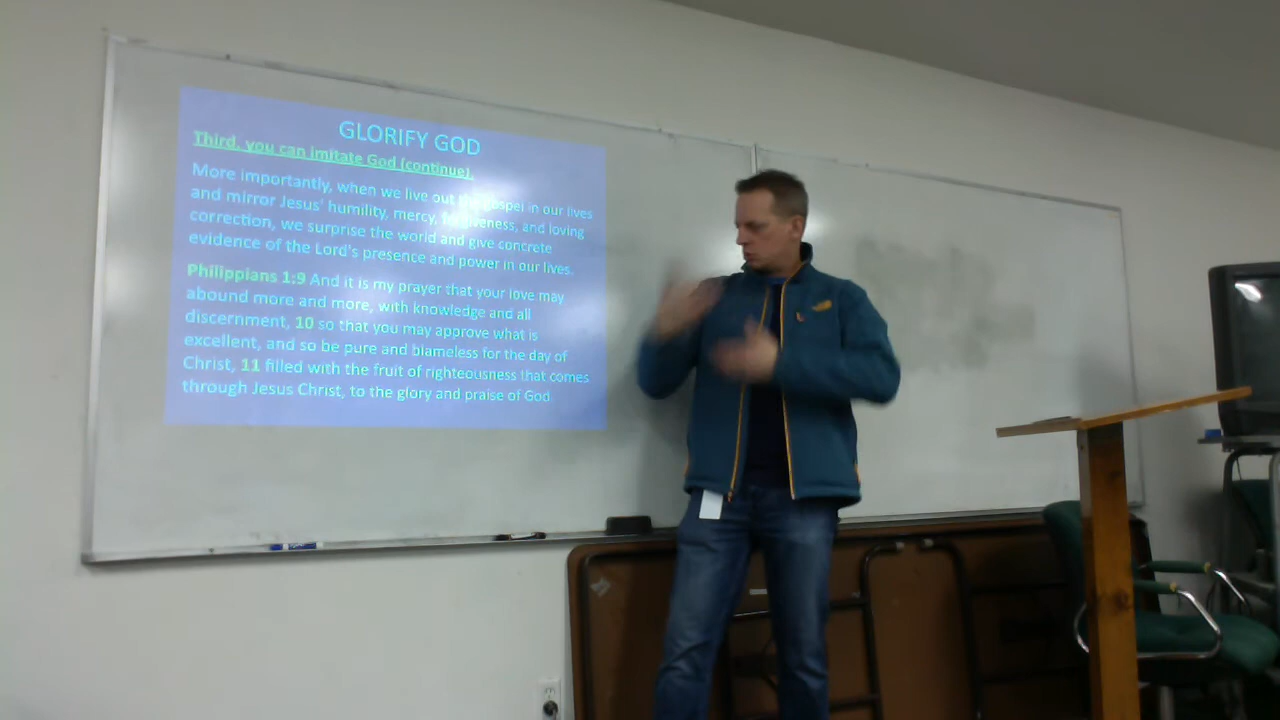 GLORIFY GOD
Third, you can imitate God (continue).
More importantly, when we live out the gospel in our lives
and mirror Jesus' humility, mercy, forgiveness, and loving
correction, we surprise the world and give concrete
evidence of the Lord's presence and power in our lives.
Philippians 1:9 And it is my prayer that your love may
abound more and more, with knowledge and all
discernment, 10 so that you may approve what is
excellent, and so be pure and blameless for the day of
Christ, 11 filled with the fruit of righteousness that comes
through Jesus Christ, to the glory and praise of God